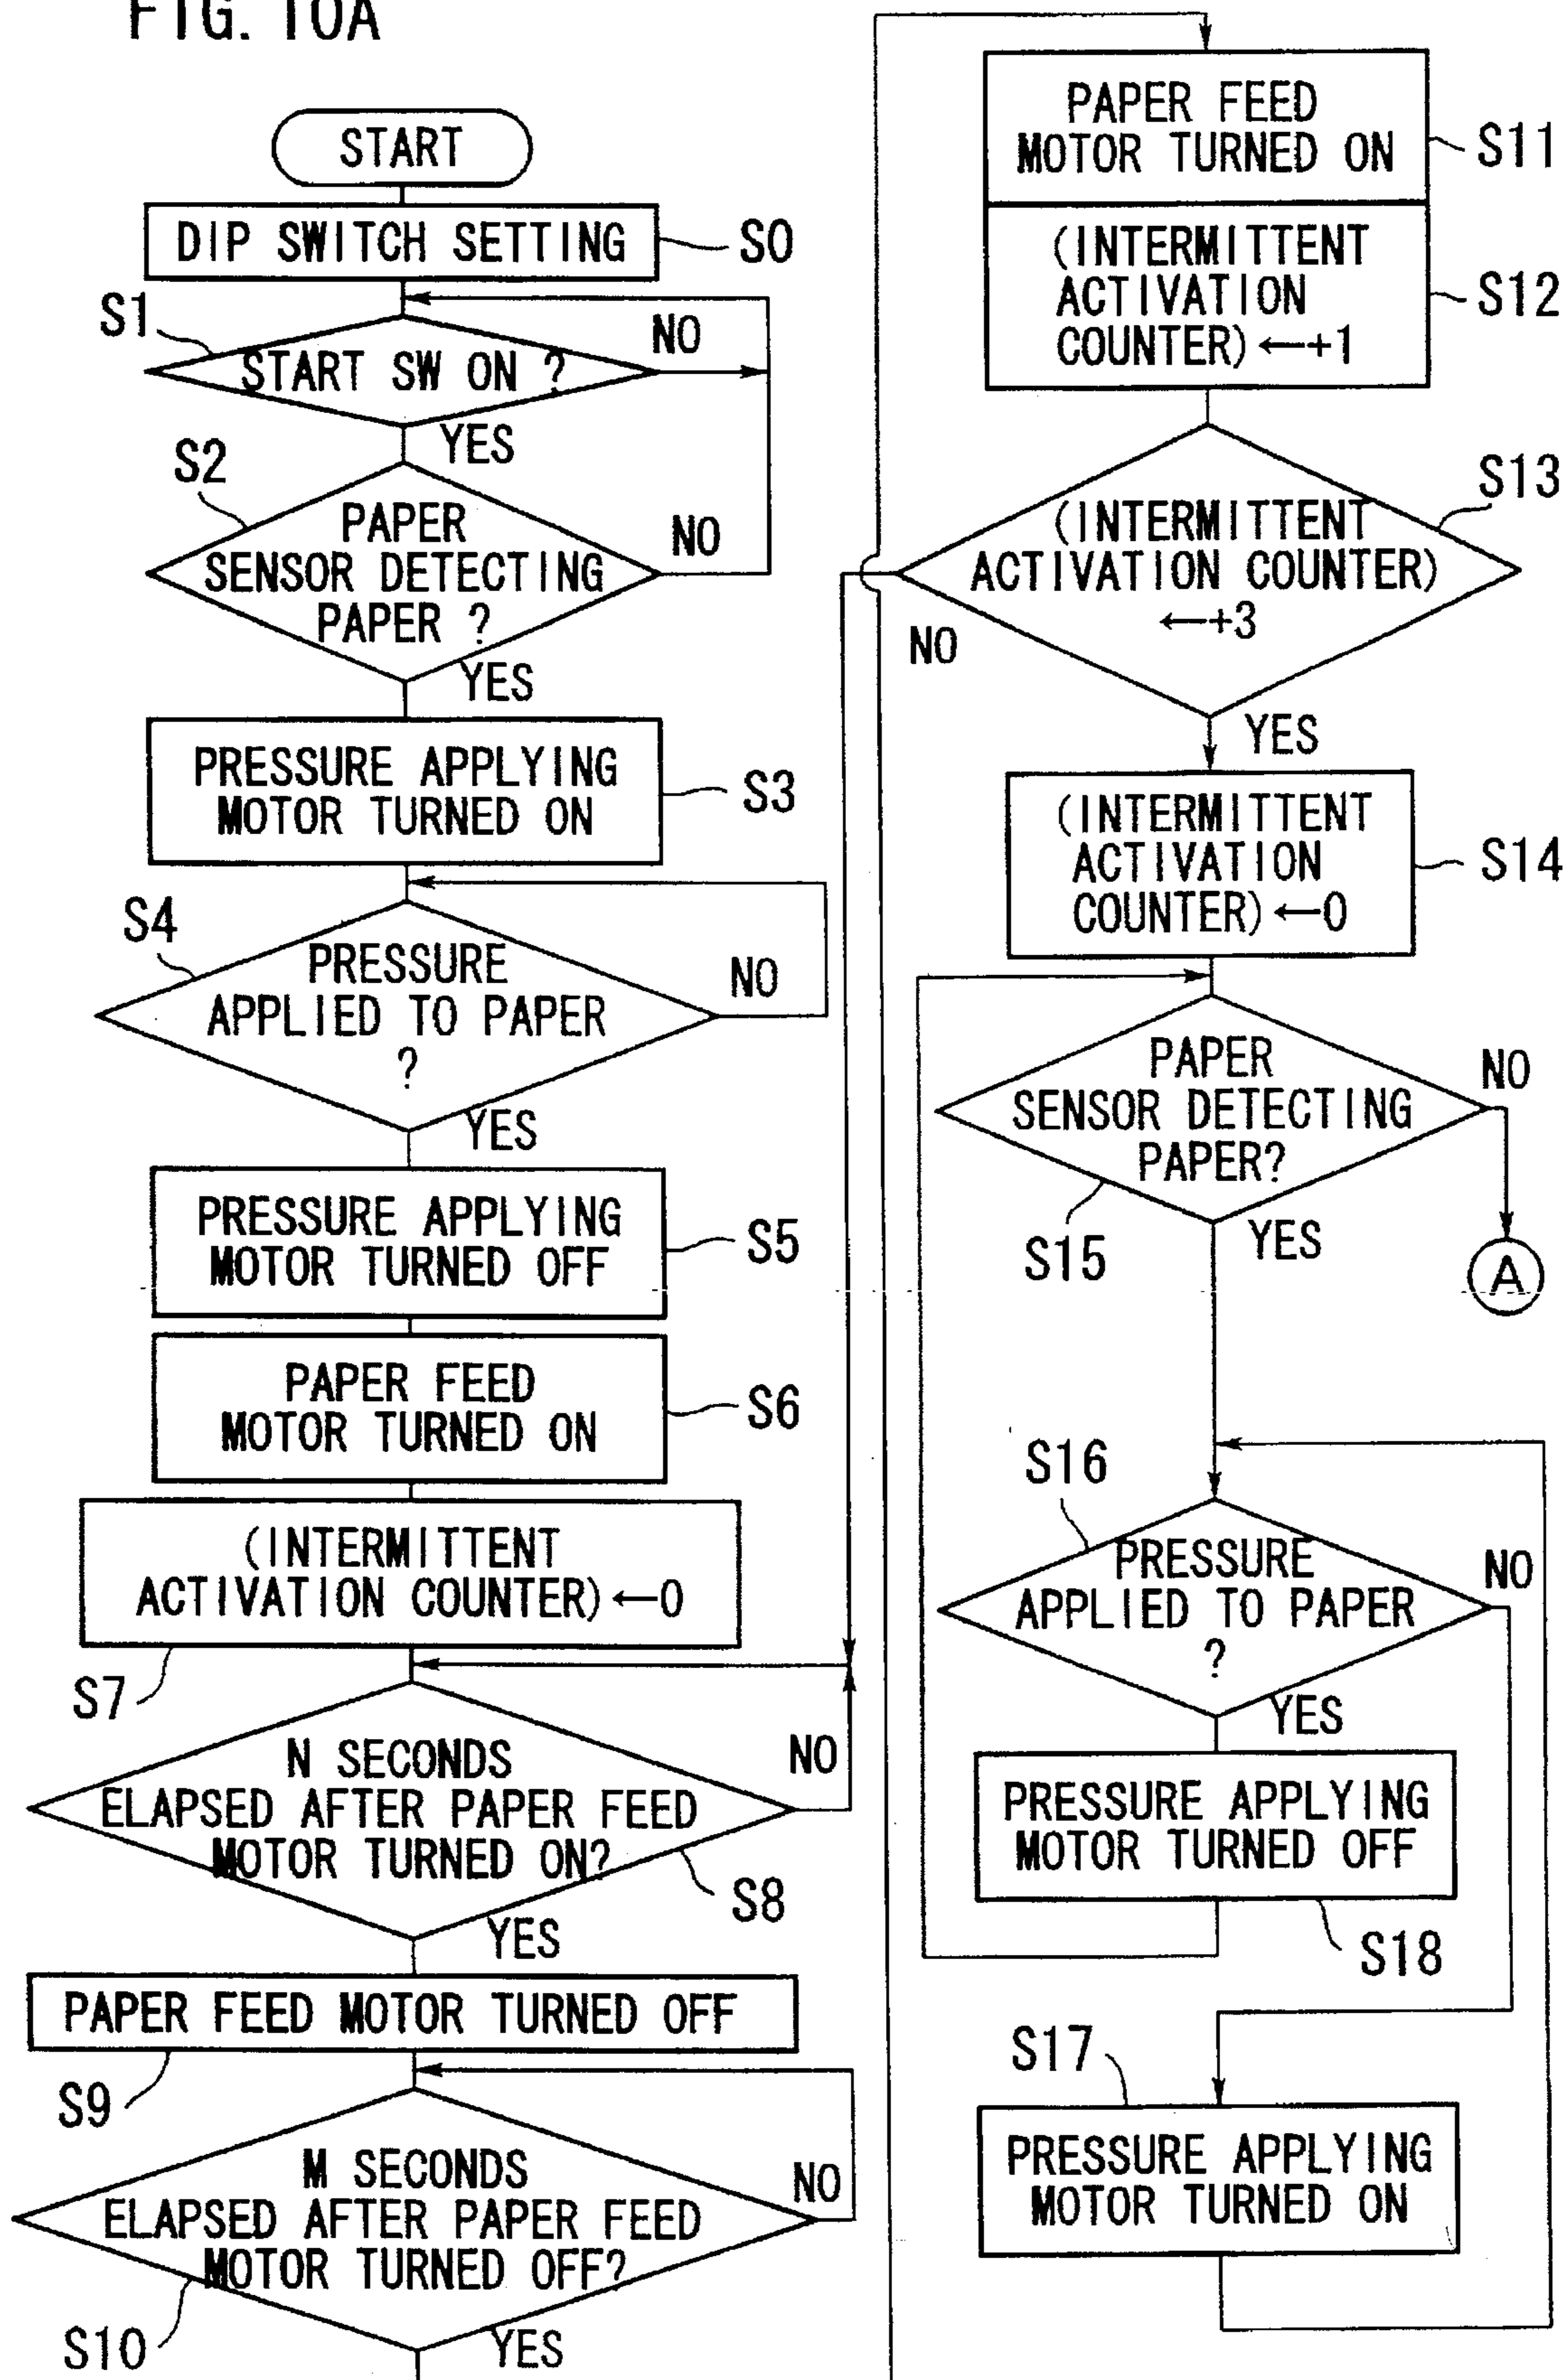 FIG. 10A
START
DIP SWITCH SETTING
S0
S1
START SW ON ?
NO
YES
S2
PAPER
SENSOR DETECTING
PAPER ?
NO
YES
PRESSURE APPLYING
MOTOR TURNED ON
S3
S4
PRESSURE
APPLIED TO PAPER
?
NO
YES
PRESSURE APPLYING
MOTOR TURNED OFF
S5
PAPER FEED
MOTOR TURNED ON
S6
(INTERMITTENT
ACTIVATION COUNTER)←0
S7
N SECONDS
ELAPSED AFTER PAPER FEED
MOTOR TURNED ON?
NO
S8
YES
PAPER FEED MOTOR TURNED OFF
S9
M SECONDS
ELAPSED AFTER PAPER FEED
MOTOR TURNED OFF?
NO
S10
YES
PAPER FEED
MOTOR TURNED ON
S11
(INTERMITTENT
ACTIVATION
COUNTER)←+1
S12
S13
(INTERMITTENT
ACTIVATION COUNTER)
←+3
NO
YES
(INTERMITTENT
ACTIVATION
COUNTER)←0
S14
PAPER
SENSOR DETECTING
PAPER?
NO
S15
YES
A
S16
PRESSURE
APPLIED TO PAPER
?
NO
YES
PRESSURE APPLYING
MOTOR TURNED OFF
S18
S17
PRESSURE APPLYING
MOTOR TURNED ON